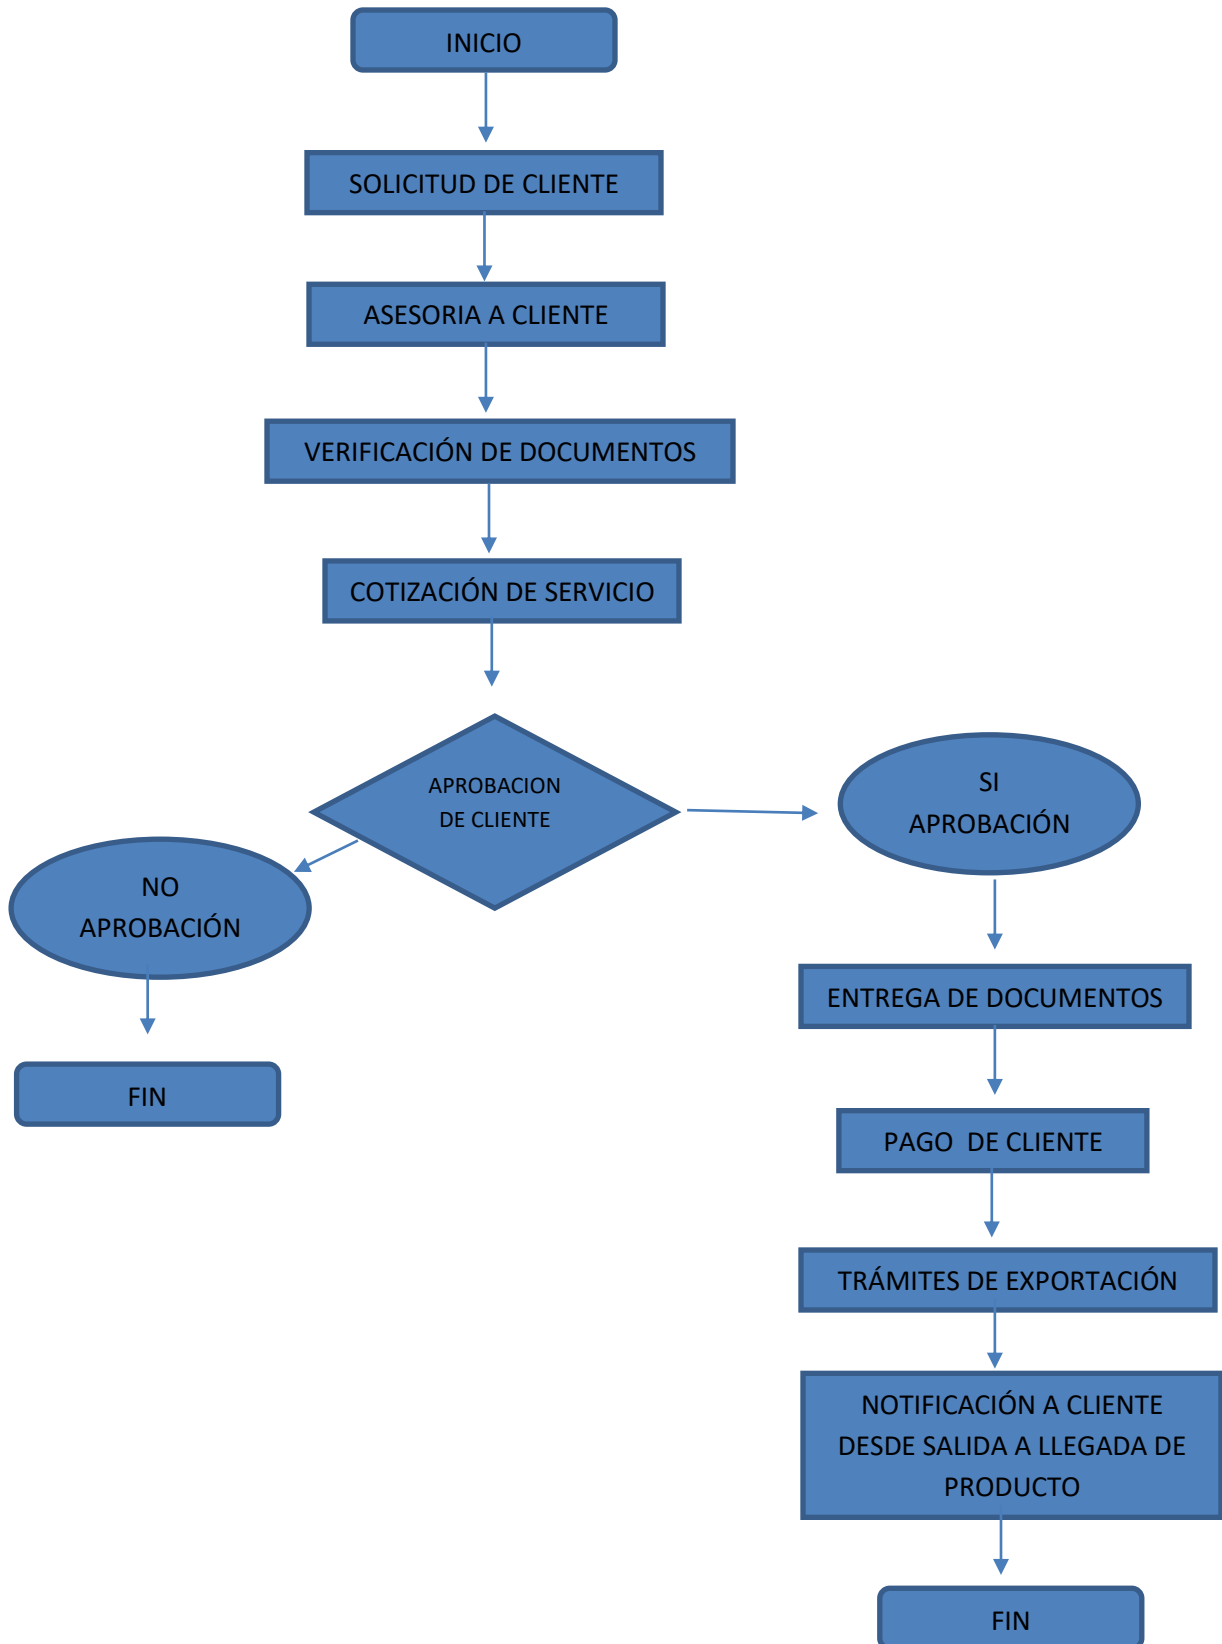 INICIO
SOLICITUD DE CLIENTE
ASESORIA A CLIENTE
VERIFICACIÓN DE DOCUMENTOS
COTIZACIÓN DE SERVICIO
APROBACION
DE CLIENTE
SI
APROBACIÓN
NO
APROBACIÓN
FIN
ENTREGA DE DOCUMENTOS
PAGO  DE CLIENTE
TRÁMITES DE EXPORTACIÓN
NOTIFICACIÓN A CLIENTE
DESDE SALIDA A LLEGADA DE
PRODUCTO
FIN